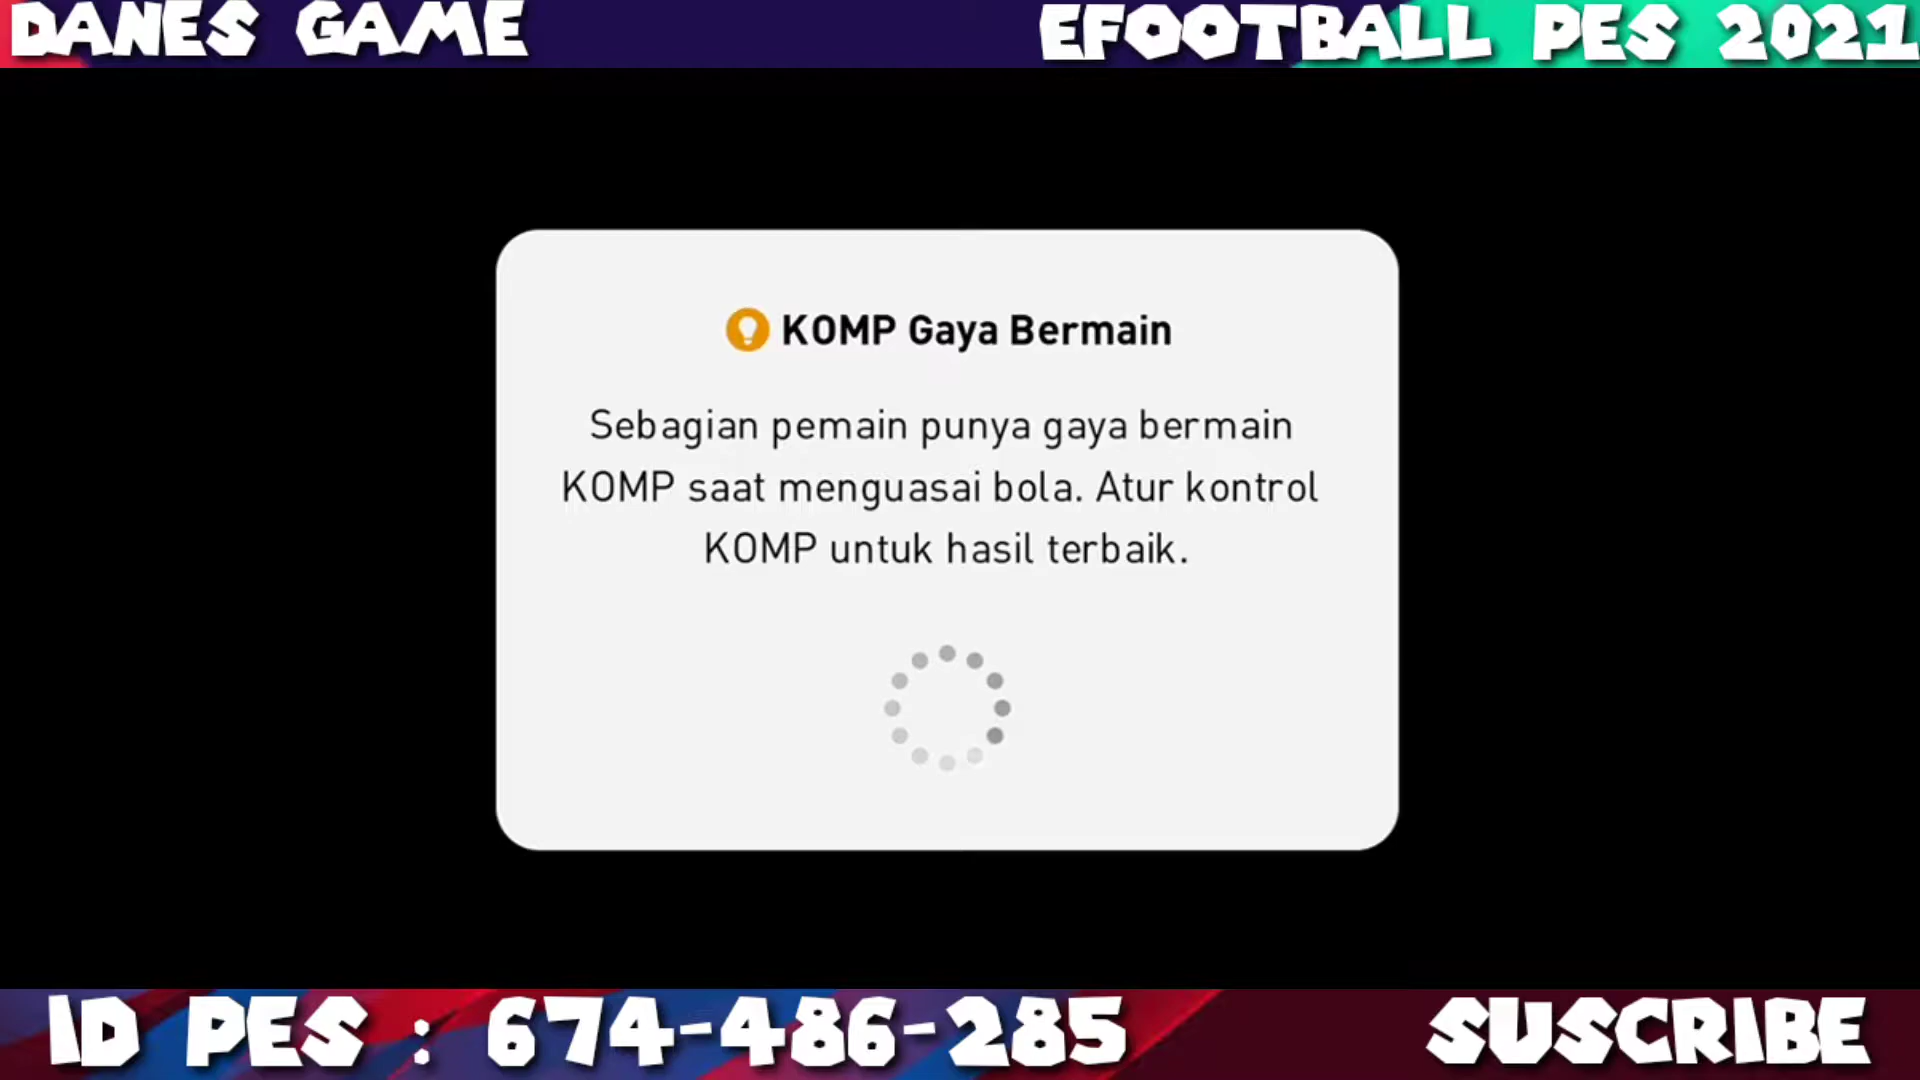 DANES GAME
EFOOTBALL PES 2021
KOMP Gaya Bermain
Sebagian pemain punya gaya bermain
KOMP saat menguasai bola. Atur kontrol
KOMP untuk hasil terbaik.
ID PES : 674-486-285
SUSCRIBE